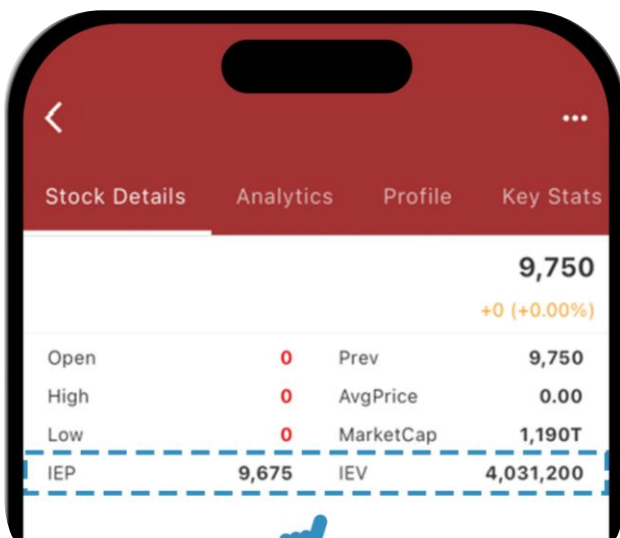 Stock Details Analytics Profile Key Stats
9,750
+0 (+0.00%)
Open 0 Prev 9,750
High 0 AvgPrice 0.00
Low 0 MarketCap 1,190T
IEP 9,675 IEV 4,031,200